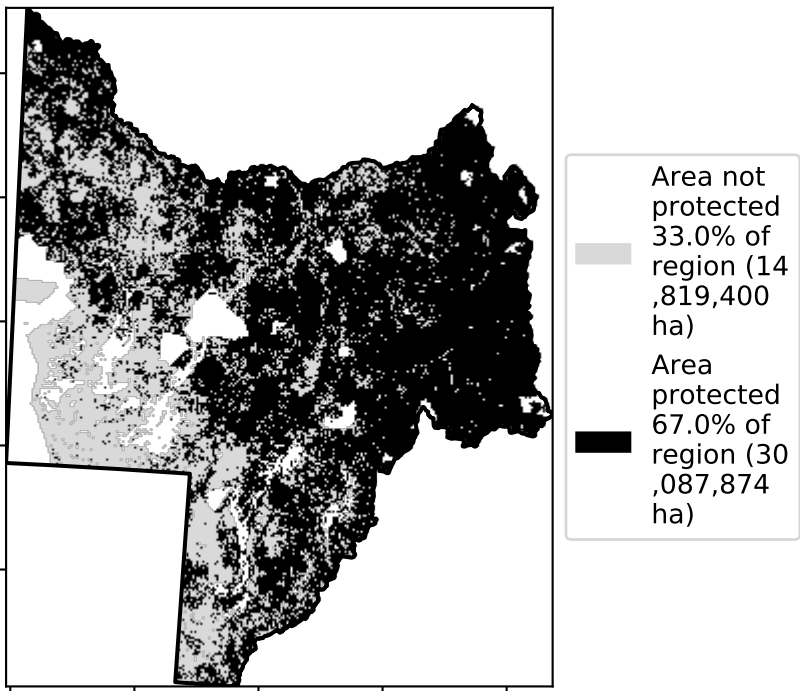 Area not
protected
33.0% of
region (14
,819,400
ha)
Area
protected
67.0% of
region (30
,087,874
ha)